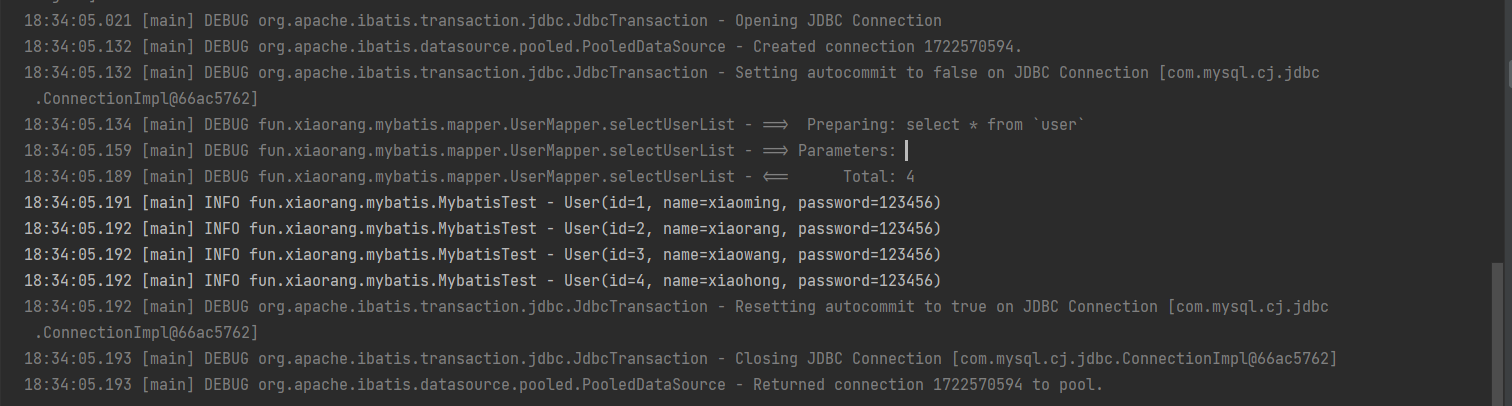 18:34:05.021 [main] DEBUG org.apache.ibatis.transaction.jdbc.JdbcTransaction - Opening JDBC Connection
18:34:05.132 [main] DEBUG org.apache.ibatis.datasource.pooled.PooledDataSource - Created connection 1722570594.
18:34:05.132 [main] DEBUG org.apache.ibatis.transaction.jdbc.JdbcTransaction - Setting autocommit to false on JDBC Connection [com.mysql.cj.jdbc
.ConnectionImpl@66ac5762]
18:34:05.134 [main] DEBUG fun.xiaorang.mybatis.mapper.UserMapper.selectUserList - ==>  Preparing: select * from `user`
18:34:05.159 [main] DEBUG fun.xiaorang.mybatis.mapper.UserMapper.selectUserList - ==> Parameters:
18:34:05.189 [main] DEBUG fun.xiaorang.mybatis.mapper.UserMapper.selectUserList - <==      Total: 4
18:34:05.191 [main] INFO fun.xiaorang.mybatis.MybatisTest - User(id=1, name=xiaoming, password=123456)
18:34:05.192 [main] INFO fun.xiaorang.mybatis.MybatisTest - User(id=2, name=xiaorang, password=123456)
18:34:05.192 [main] INFO fun.xiaorang.mybatis.MybatisTest - User(id=3, name=xiaowang, password=123456)
18:34:05.192 [main] INFO fun.xiaorang.mybatis.MybatisTest - User(id=4, name=xiaohong, password=123456)
18:34:05.192 [main] DEBUG org.apache.ibatis.transaction.jdbc.JdbcTransaction - Resetting autocommit to true on JDBC Connection [com.mysql.cj.jdbc
.ConnectionImpl@66ac5762]
18:34:05.193 [main] DEBUG org.apache.ibatis.transaction.jdbc.JdbcTransaction - Closing JDBC Connection [com.mysql.cj.jdbc.ConnectionImpl@66ac5762]
18:34:05.193 [main] DEBUG org.apache.ibatis.datasource.pooled.PooledDataSource - Returned connection 1722570594 to pool.